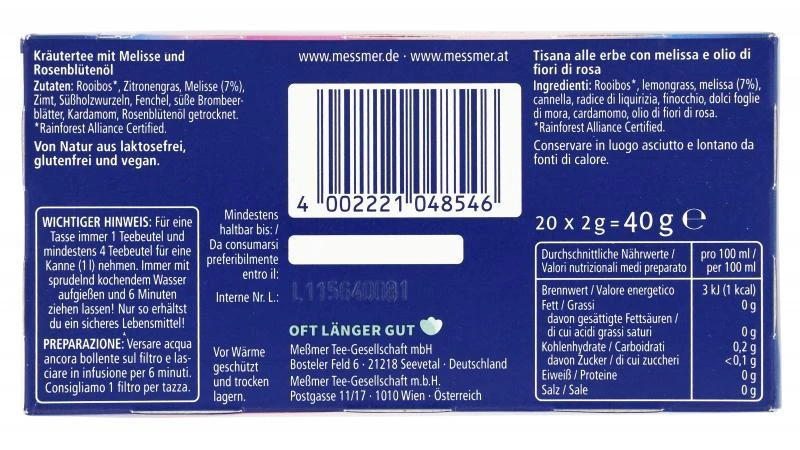 Kräutertee mit Melisse und
Rosenblütenöl
Zutaten: Rooibos*, Zitronengras, Melisse (7%),
Zimt, Süßholzwurzeln, Fenchel, süße Brombeer-
blätter, Kardamom, Rosenblütenöl getrocknet.
*Rainforest Alliance Certified.
Von Natur aus laktosefrei,
glutenfrei und vegan.
WICHTIGER HINWEIS: Für eine
Tasse immer 1 Teebeutel und
mindestens 4 Teebeutel für eine
Kanne (1l) nehmen. Immer mit
sprudelnd kochendem Wasser
aufgießen und 6 Minuten
ziehen lassen! Nur so erhältst
du ein sicheres Lebensmittel!
PREPARAZIONE: Versare acqua
ancora bollente sul filtro e las-
ciare in infusione per 6 minuti.
Consigliamo 1 filtro per tazza.
www.messmer.de · www.messmer.at
4 002221 048546
Mindestens
haltbar bis: /
Da consumarsi
preferibilmente
entro il:
Interne Nr. L.:
L115640081
Vor Wärme
geschützt
und trocken
lagern.
OFT LÄNGER GUT
Meßmer Tee-Gesellschaft mbH
Bosteler Feld 6 · 21218 Seevetal · Deutschland
Meßmer Tee-Gesellschaft m.b.H.
Postgasse 11/17 · 1010 Wien · Österreich
Tisana alle erbe con melissa e olio di
fiori di rosa
Ingredienti: Rooibos*, lemongrass, melissa (7%),
cannella, radice di liquirizia, finocchio, dolci foglie
di mora, cardamomo, olio di fiori di rosa.
*Rainforest Alliance Certified.
Conservare in luogo asciutto e lontano da
fonti di calore.
20 x 2g = 40 g ℮
Durchschnittliche Nährwerte / pro 100 ml /
Valori nutrizionali medi preparato per 100 ml
Brennwert / Valore energetico 3 kJ (1 kcal)
Fett / Grassi 0 g
davon gesättigte Fettsäuren /
di cui acidi grassi saturi 0 g
Kohlenhydrate / Carboidrati 0,2 g
davon Zucker / di cui zuccheri <0,1 g
Eiweiß / Proteine 0 g
Salz / Sale 0 g